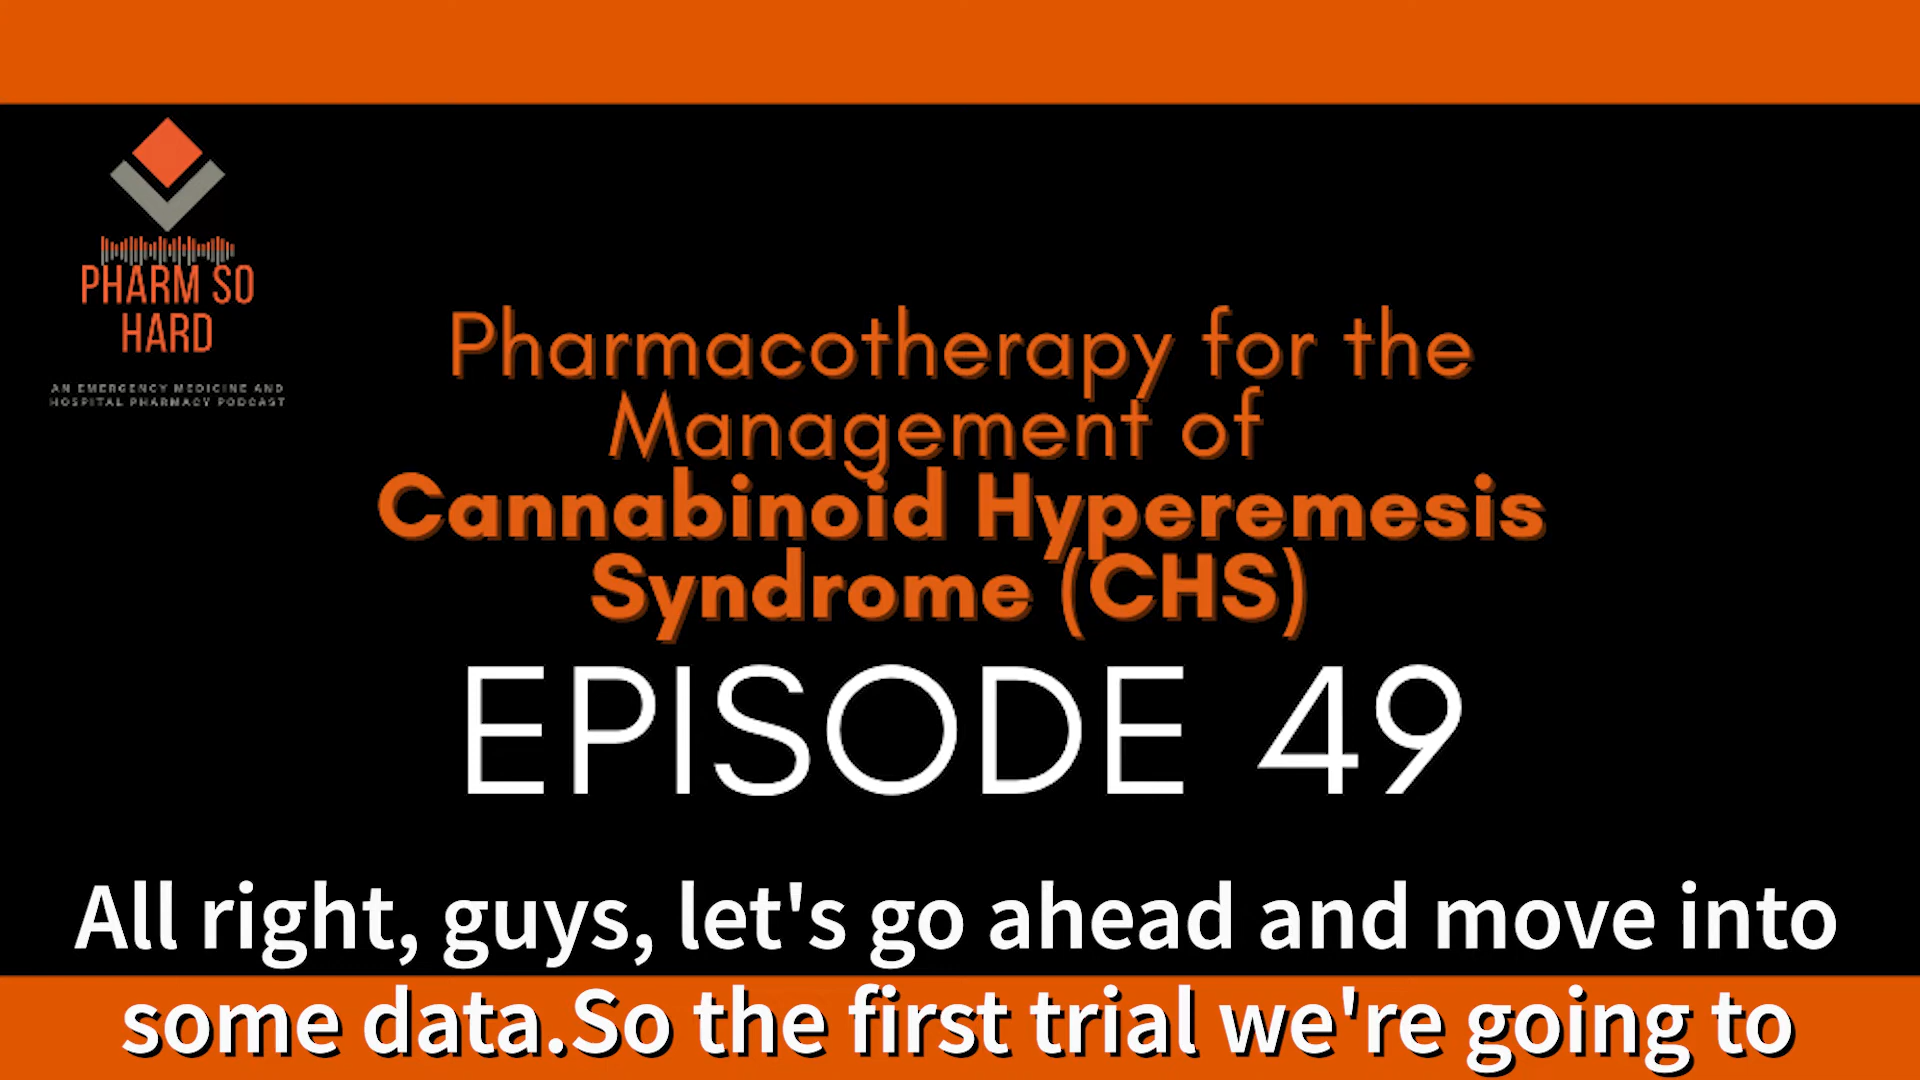 PHARM SO
HARD
AN EMERGENCY MEDICINE AND
HOSPITAL PHARMACY PODCAST
Pharmacotherapy for the
Management of
Cannabinoid Hyperemesis
Syndrome (CHS)
EPISODE 49
All right, guys, let's go ahead and move into
some data.So the first trial we're going to